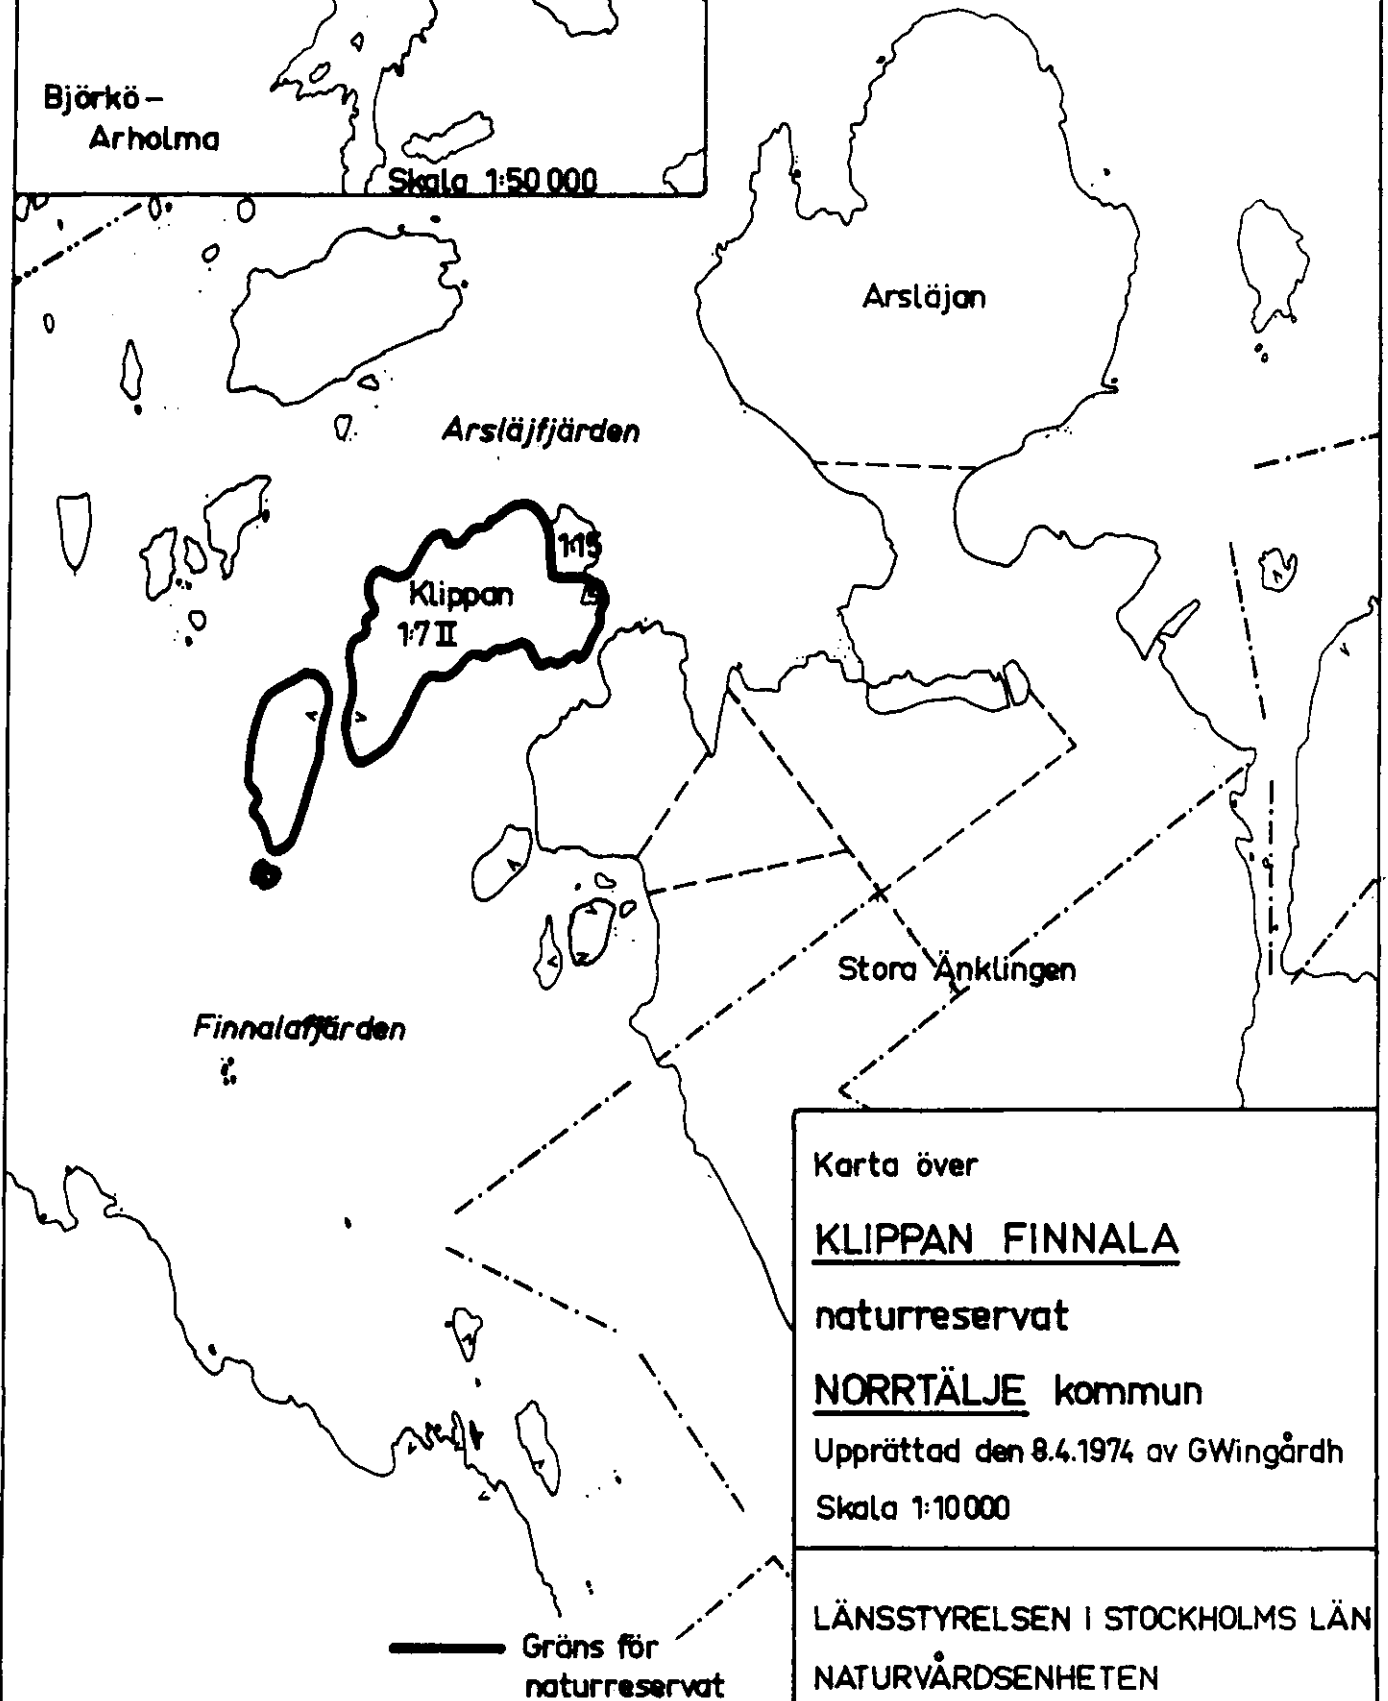 Björkö-
Arholma
Skala 1:50 000
Arsläjan
Arsläjfjärden
1:15
Klippan
1:7 II
Stora Änklingen
Finnalafjärden
Karta över
KLIPPAN FINNALA
naturreservat
NORRTÄLJE kommun
Upprättad den 8.4.1974 av GWingårdh
Skala 1:10 000
LÄNSSTYRELSEN I STOCKHOLMS LÄN
NATURVÅRDSENHETEN
Gräns för
naturreservat